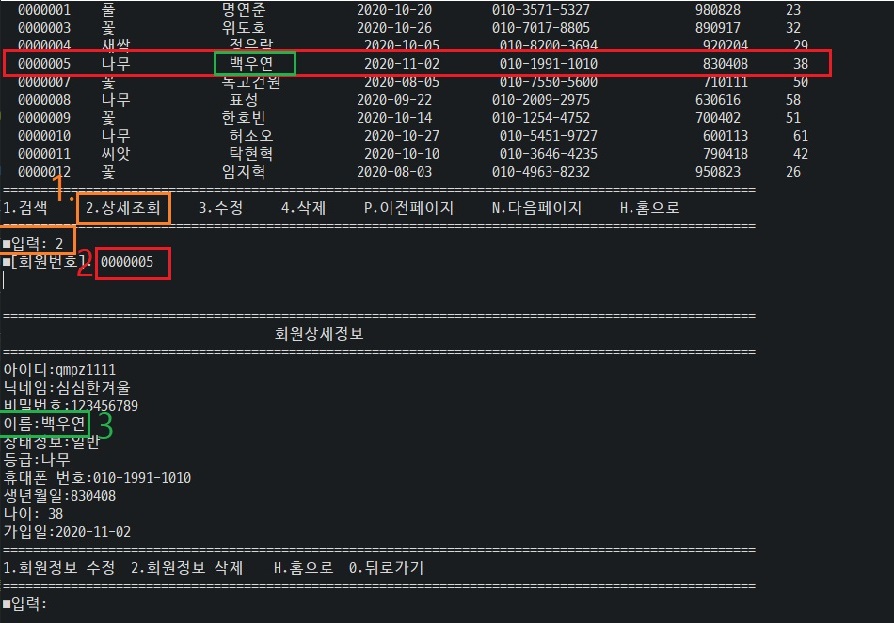 0000001 풀 명연준 2020-10-20 010-3571-5327 980828 23
0000003 꽃 위도호 2020-10-26 010-7017-8805 890917 32
0000004 새싹 정우람 2020-10-05 010-8200-3694 920204 29
0000005 나무 백우연 2020-11-02 010-1991-1010 830408 38
0000007 꽃 독고건원 2020-08-05 010-7550-5600 710111 50
0000008 나무 표성 2020-09-22 010-2009-2975 630616 58
0000009 꽃 한호빈 2020-10-14 010-1254-4752 700402 51
0000010 나무 허소오 2020-10-27 010-5451-9727 600113 61
0000011 씨앗 탁현혁 2020-10-10 010-3646-4235 790418 42
0000012 꽃 임지혁 2020-08-03 010-4963-8232 950823 26
1.
1.검색 2.상세조회 3.수정 4.삭제 P.이전페이지 N.다음페이지 H.홈으로
■입력: 2
■[회원번호]: 0000005
2
회원상세정보
아이디:qmpz1111
닉네임:심심한겨울
비밀번호:123456789
이름:백우연 3
상태정보:일반
등급:나무
휴대폰 번호:010-1991-1010
생년월일:830408
나이: 38
가입일:2020-11-02
1.회원정보 수정 2.회원정보 삭제 H.홈으로 0.뒤로가기
■입력: